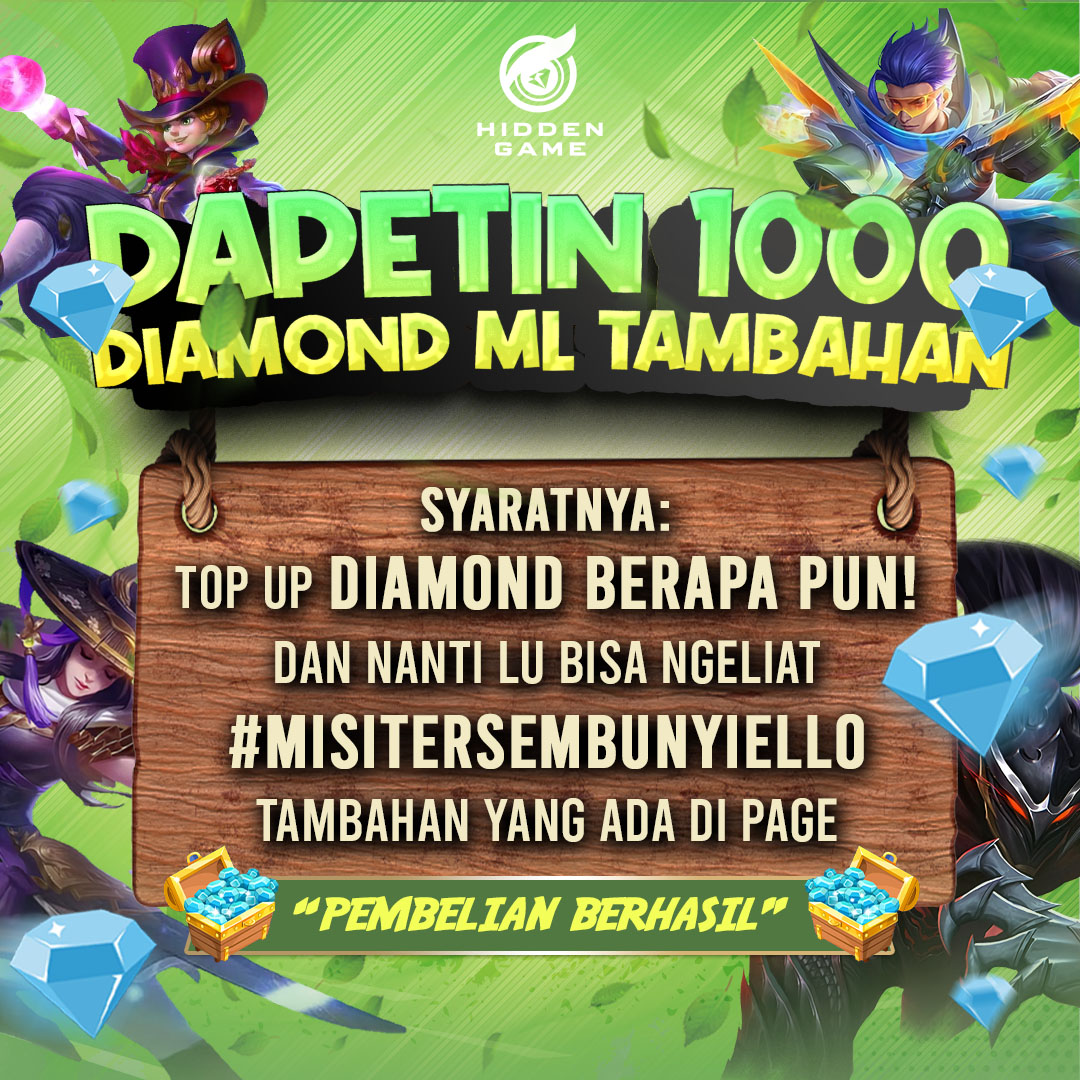 HIDDEN
GAME
DAPETIN 1000
DIAMOND ML TAMBAHAN
SYARATNYA:
TOP UP DIAMOND BERAPA PUN!
DAN NANTI LU BISA NGELIAT
#MISITERSEMBUNYIELLO
TAMBAHAN YANG ADA DI PAGE
"PEMBELIAN BERHASIL"